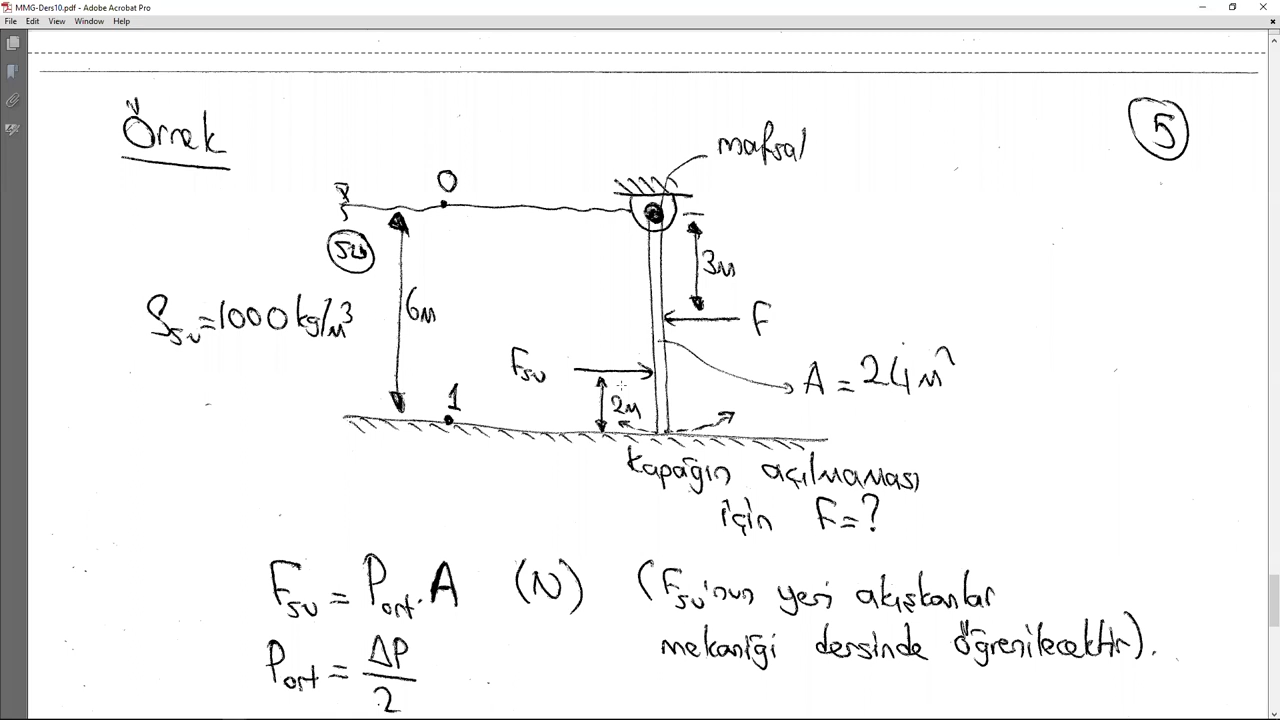 MMG-Ders10.pdf - Adobe Acrobat Pro
File Edit View Window Help
Örnek
5
mafsal
0
su
3m
6m
ρsu=1000 kg/m³
F
Fsu
A = 24 m²
2m
1
kapağın açılmaması
için F=?
Fsu = Port.A (N) (Fsu'nun yeri akışkanlar
mekaniği dersinde öğrenilecektir).
Port = ΔP
2